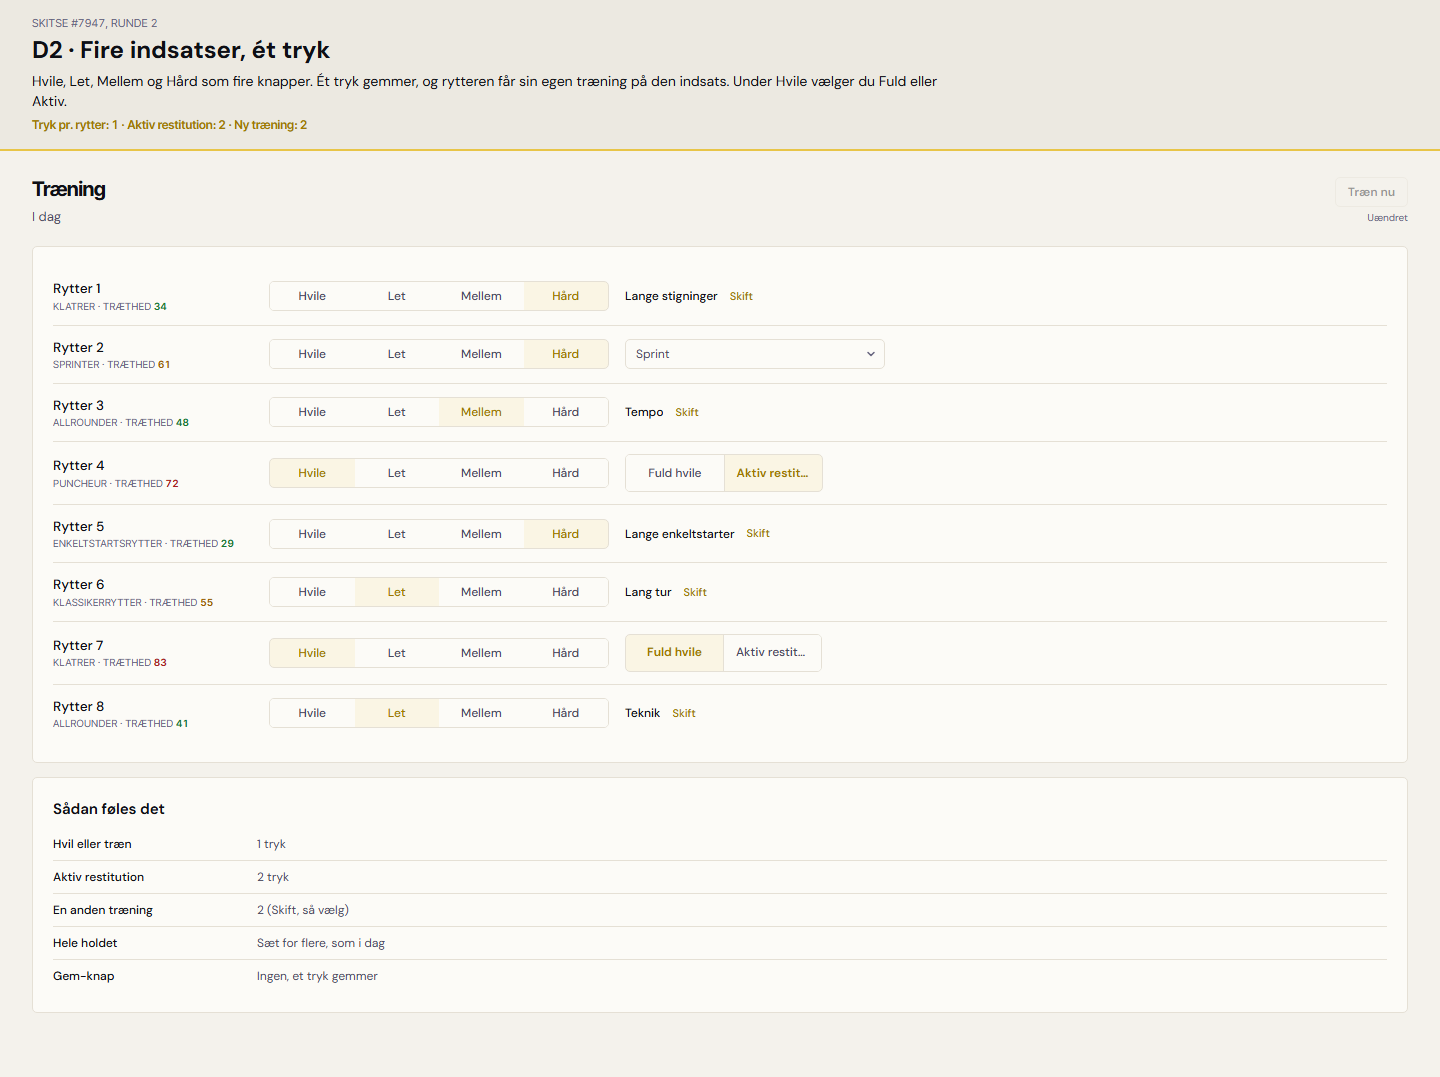 SKITSE #7947, RUNDE 2
D2 · Fire indsatser, ét tryk
Hvile, Let, Mellem og Hård som fire knapper. Ét tryk gemmer, og rytteren får sin egen træning på den indsats. Under Hvile vælger du Fuld eller
Aktiv.
Tryk pr. rytter: 1 · Aktiv restitution: 2 · Ny træning: 2
Træning
Træn nu
I dag
Uændret
Rytter 1
KLATRER · TRÆTHED 34
Hvile Let Mellem Hård
Lange stigninger Skift
Rytter 2
SPRINTER · TRÆTHED 61
Hvile Let Mellem Hård
Sprint
Rytter 3
ALLROUNDER · TRÆTHED 48
Hvile Let Mellem Hård
Tempo Skift
Rytter 4
PUNCHEUR · TRÆTHED 72
Hvile Let Mellem Hård
Fuld hvile Aktiv restit…
Rytter 5
ENKELTSTARTSRYTTER · TRÆTHED 29
Hvile Let Mellem Hård
Lange enkeltstarter Skift
Rytter 6
KLASSIKERRYTTER · TRÆTHED 55
Hvile Let Mellem Hård
Lang tur Skift
Rytter 7
KLATRER · TRÆTHED 83
Hvile Let Mellem Hård
Fuld hvile Aktiv restit…
Rytter 8
ALLROUNDER · TRÆTHED 41
Hvile Let Mellem Hård
Teknik Skift
Sådan føles det
Hvil eller træn 1 tryk
Aktiv restitution 2 tryk
En anden træning 2 (Skift, så vælg)
Hele holdet Sæt for flere, som i dag
Gem-knap Ingen, et tryk gemmer